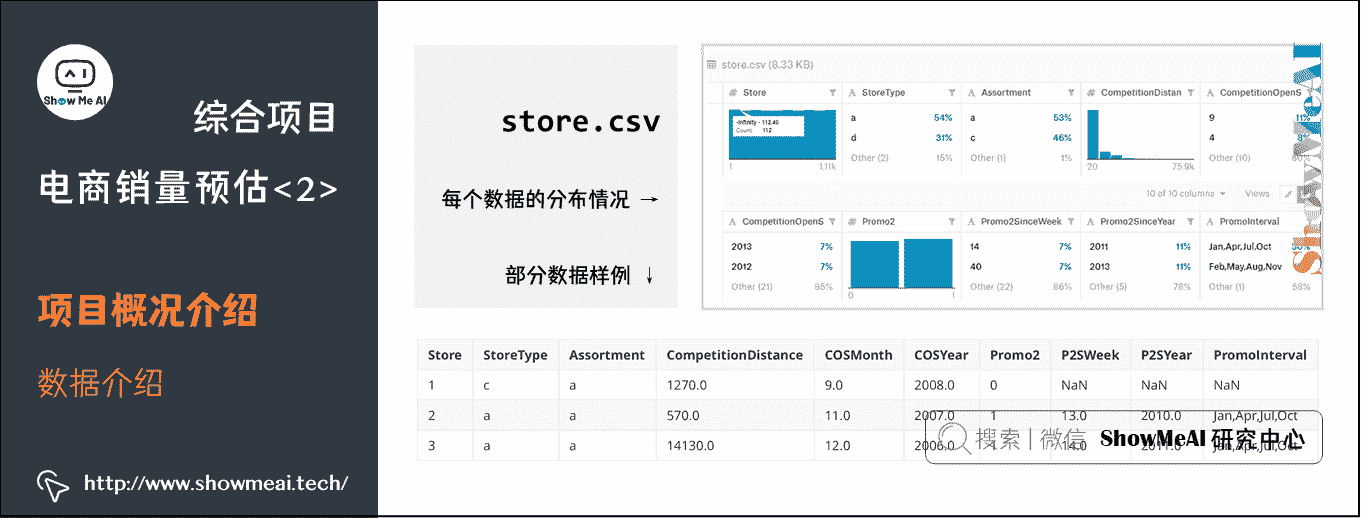 Show Me AI
综合项目
电商销量预估<2>
项目概况介绍
数据介绍
http://www.showmeai.tech/
store.csv
每个数据的分布情况 →
部分数据样例 ↓
store.csv (8.33 KB)
# Store A StoreType A Assortment # CompetitionDistan A CompetitionOpenS
-Infinity - 112.40 a 54% a 53% 9 11%
Count 112 d 31% c 46% 4 8%
Other (2) 15% Other (1) 1% Other (10)
1 1.11k 20 75.9k
10 of 10 columns Views
A CompetitionOpenS # Promo2 A Promo2SinceWeek A Promo2SinceYear A PromoInterval
2013 7% 14 7% 2011 11% Jan,Apr,Jul,Oct
2012 7% 40 7% 2013 11% Feb,May,Aug,Nov
Other (21) 85% Other (22) 86% Other (5) 78% Other (1) 58%
0 1
ShowMeAI
Store StoreType Assortment CompetitionDistance COSMonth COSYear Promo2 P2SWeek P2SYear PromoInterval
1 c a 1270.0 9.0 2008.0 0 NaN NaN NaN
2 a a 570.0 11.0 2007.0 1 13.0 2010.0 Jan,Apr,Jul,Oct
3 a a 14130.0 12.0 2006.0 1 14.0 2011.0 Jan,Apr,Jul,Oct
搜索 | 微信 ShowMeAI 研究中心